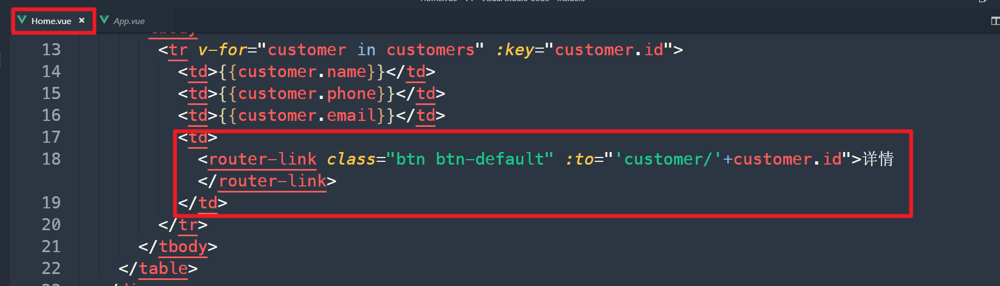 Home.vue × App.vue
13 <tr v-for="customer in customers" :key="customer.id">
14 <td>{{customer.name}}</td>
15 <td>{{customer.phone}}</td>
16 <td>{{customer.email}}</td>
17 <td>
18 <router-link class="btn btn-default" :to="'customer/'+customer.id">详情
</router-link>
19 </td>
20 </tr>
21 </tbody>
22 </table>